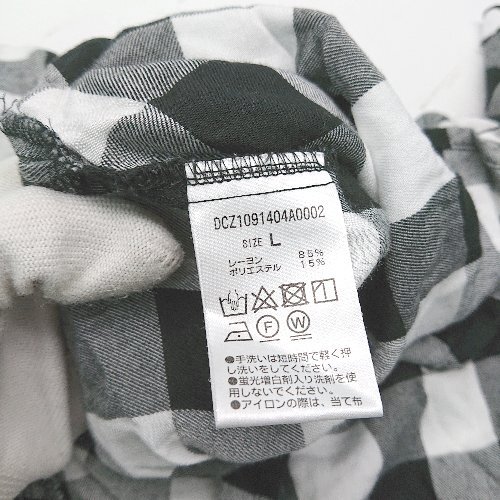 DCZ1091404A0002
SIZE L
レーヨン 85%
ポリエステル 15%
F W
●手洗いは短時間で軽く押
し洗いをしてください。
●蛍光増白剤入り洗剤を使
用しないでください。
●アイロンの際は、当て布